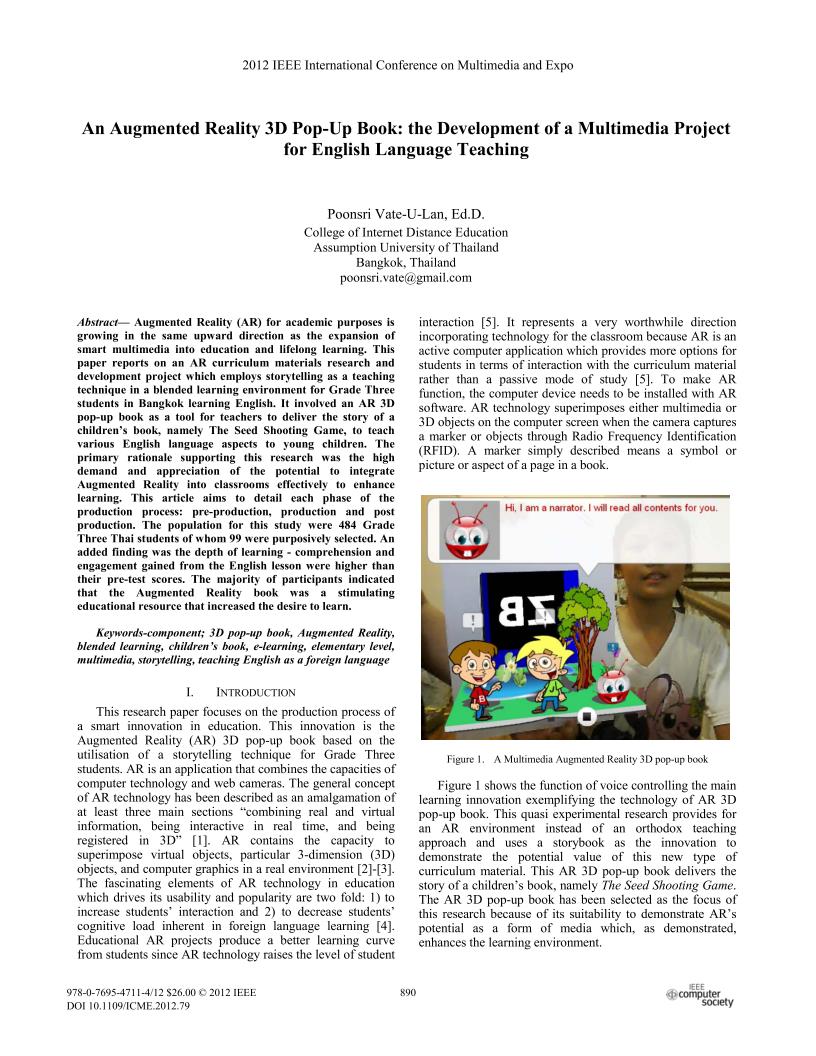 2012 IEEE International Conference on Multimedia and Expo
An Augmented Reality 3D Pop-Up Book: the Development of a Multimedia Project
for English Language Teaching
Poonsri Vate-U-Lan, Ed.D.
College of Internet Distance Education
Assumption University of Thailand
Bangkok, Thailand
poonsri.vate@gmail.com
Abstract— Augmented Reality (AR) for academic purposes is
growing in the same upward direction as the expansion of
smart multimedia into education and lifelong learning. This
paper reports on an AR curriculum materials research and
development project which employs storytelling as a teaching
technique in a blended learning environment for Grade Three
students in Bangkok learning English. It involved an AR 3D
pop-up book as a tool for teachers to deliver the story of a
children's book, namely The Seed Shooting Game, to teach
various English language aspects to young children. The
primary rationale supporting this research was the high
demand and appreciation of the potential to integrate
Augmented Reality into classrooms effectively to enhance
learning. This article aims to detail each phase of the
production process: pre-production, production and post
production. The population for this study were 484 Grade
Three Thai students of whom 99 were purposively selected. An
added finding was the depth of learning - comprehension and
engagement gained from the English lesson were higher than
their pre-test scores. The majority of participants indicated
that the Augmented Reality book was a stimulating
educational resource that increased the desire to learn.
Keywords-component; 3D pop-up book, Augmented Reality,
blended learning, children's book, e-learning, elementary level,
multimedia, storytelling, teaching English as a foreign language
I. INTRODUCTION
This research paper focuses on the production process of
a smart innovation in education. This innovation is the
Augmented Reality (AR) 3D pop-up book based on the
utilisation of a storytelling technique for Grade Three
students. AR is an application that combines the capacities of
computer technology and web cameras. The general concept
of AR technology has been described as an amalgamation of
at least three main sections "combining real and virtual
information, being interactive in real time, and being
registered in 3D" [1]. AR contains the capacity to
superimpose virtual objects, particular 3-dimension (3D)
objects, and computer graphics in a real environment [2]-[3].
The fascinating elements of AR technology in education
which drives its usability and popularity are two fold: 1) to
increase students' interaction and 2) to decrease students'
cognitive load inherent in foreign language learning [4].
Educational AR projects produce a better learning curve
from students since AR technology raises the level of student
interaction [5]. It represents a very worthwhile direction
incorporating technology for the classroom because AR is an
active computer application which provides more options for
students in terms of interaction with the curriculum material
rather than a passive mode of study [5]. To make AR
function, the computer device needs to be installed with AR
software. AR technology superimposes either multimedia or
3D objects on the computer screen when the camera captures
a marker or objects through Radio Frequency Identification
(RFID). A marker simply described means a symbol or
picture or aspect of a page in a book.
Hi, I am a narrator. I will read all contents for you.
B
J
Figure 1. A Multimedia Augmented Reality 3D pop-up book
Figure 1 shows the function of voice controlling the main
learning innovation exemplifying the technology of AR 3D
pop-up book. This quasi experimental research provides for
an AR environment instead of an orthodox teaching
approach and uses a storybook as the innovation to
demonstrate the potential value of this new type of
curriculum material. This AR 3D pop-up book delivers the
story of a children's book, namely The Seed Shooting Game.
The AR 3D pop-up book has been selected as the focus of
this research because of its suitability to demonstrate AR's
potential as a form of media which, as demonstrated,
enhances the learning environment.
978-0-7695-4711-4/12 $26.00 © 2012 IEEE
DOI 10.1109/ICME.2012.79
890
IEEE
computer
society